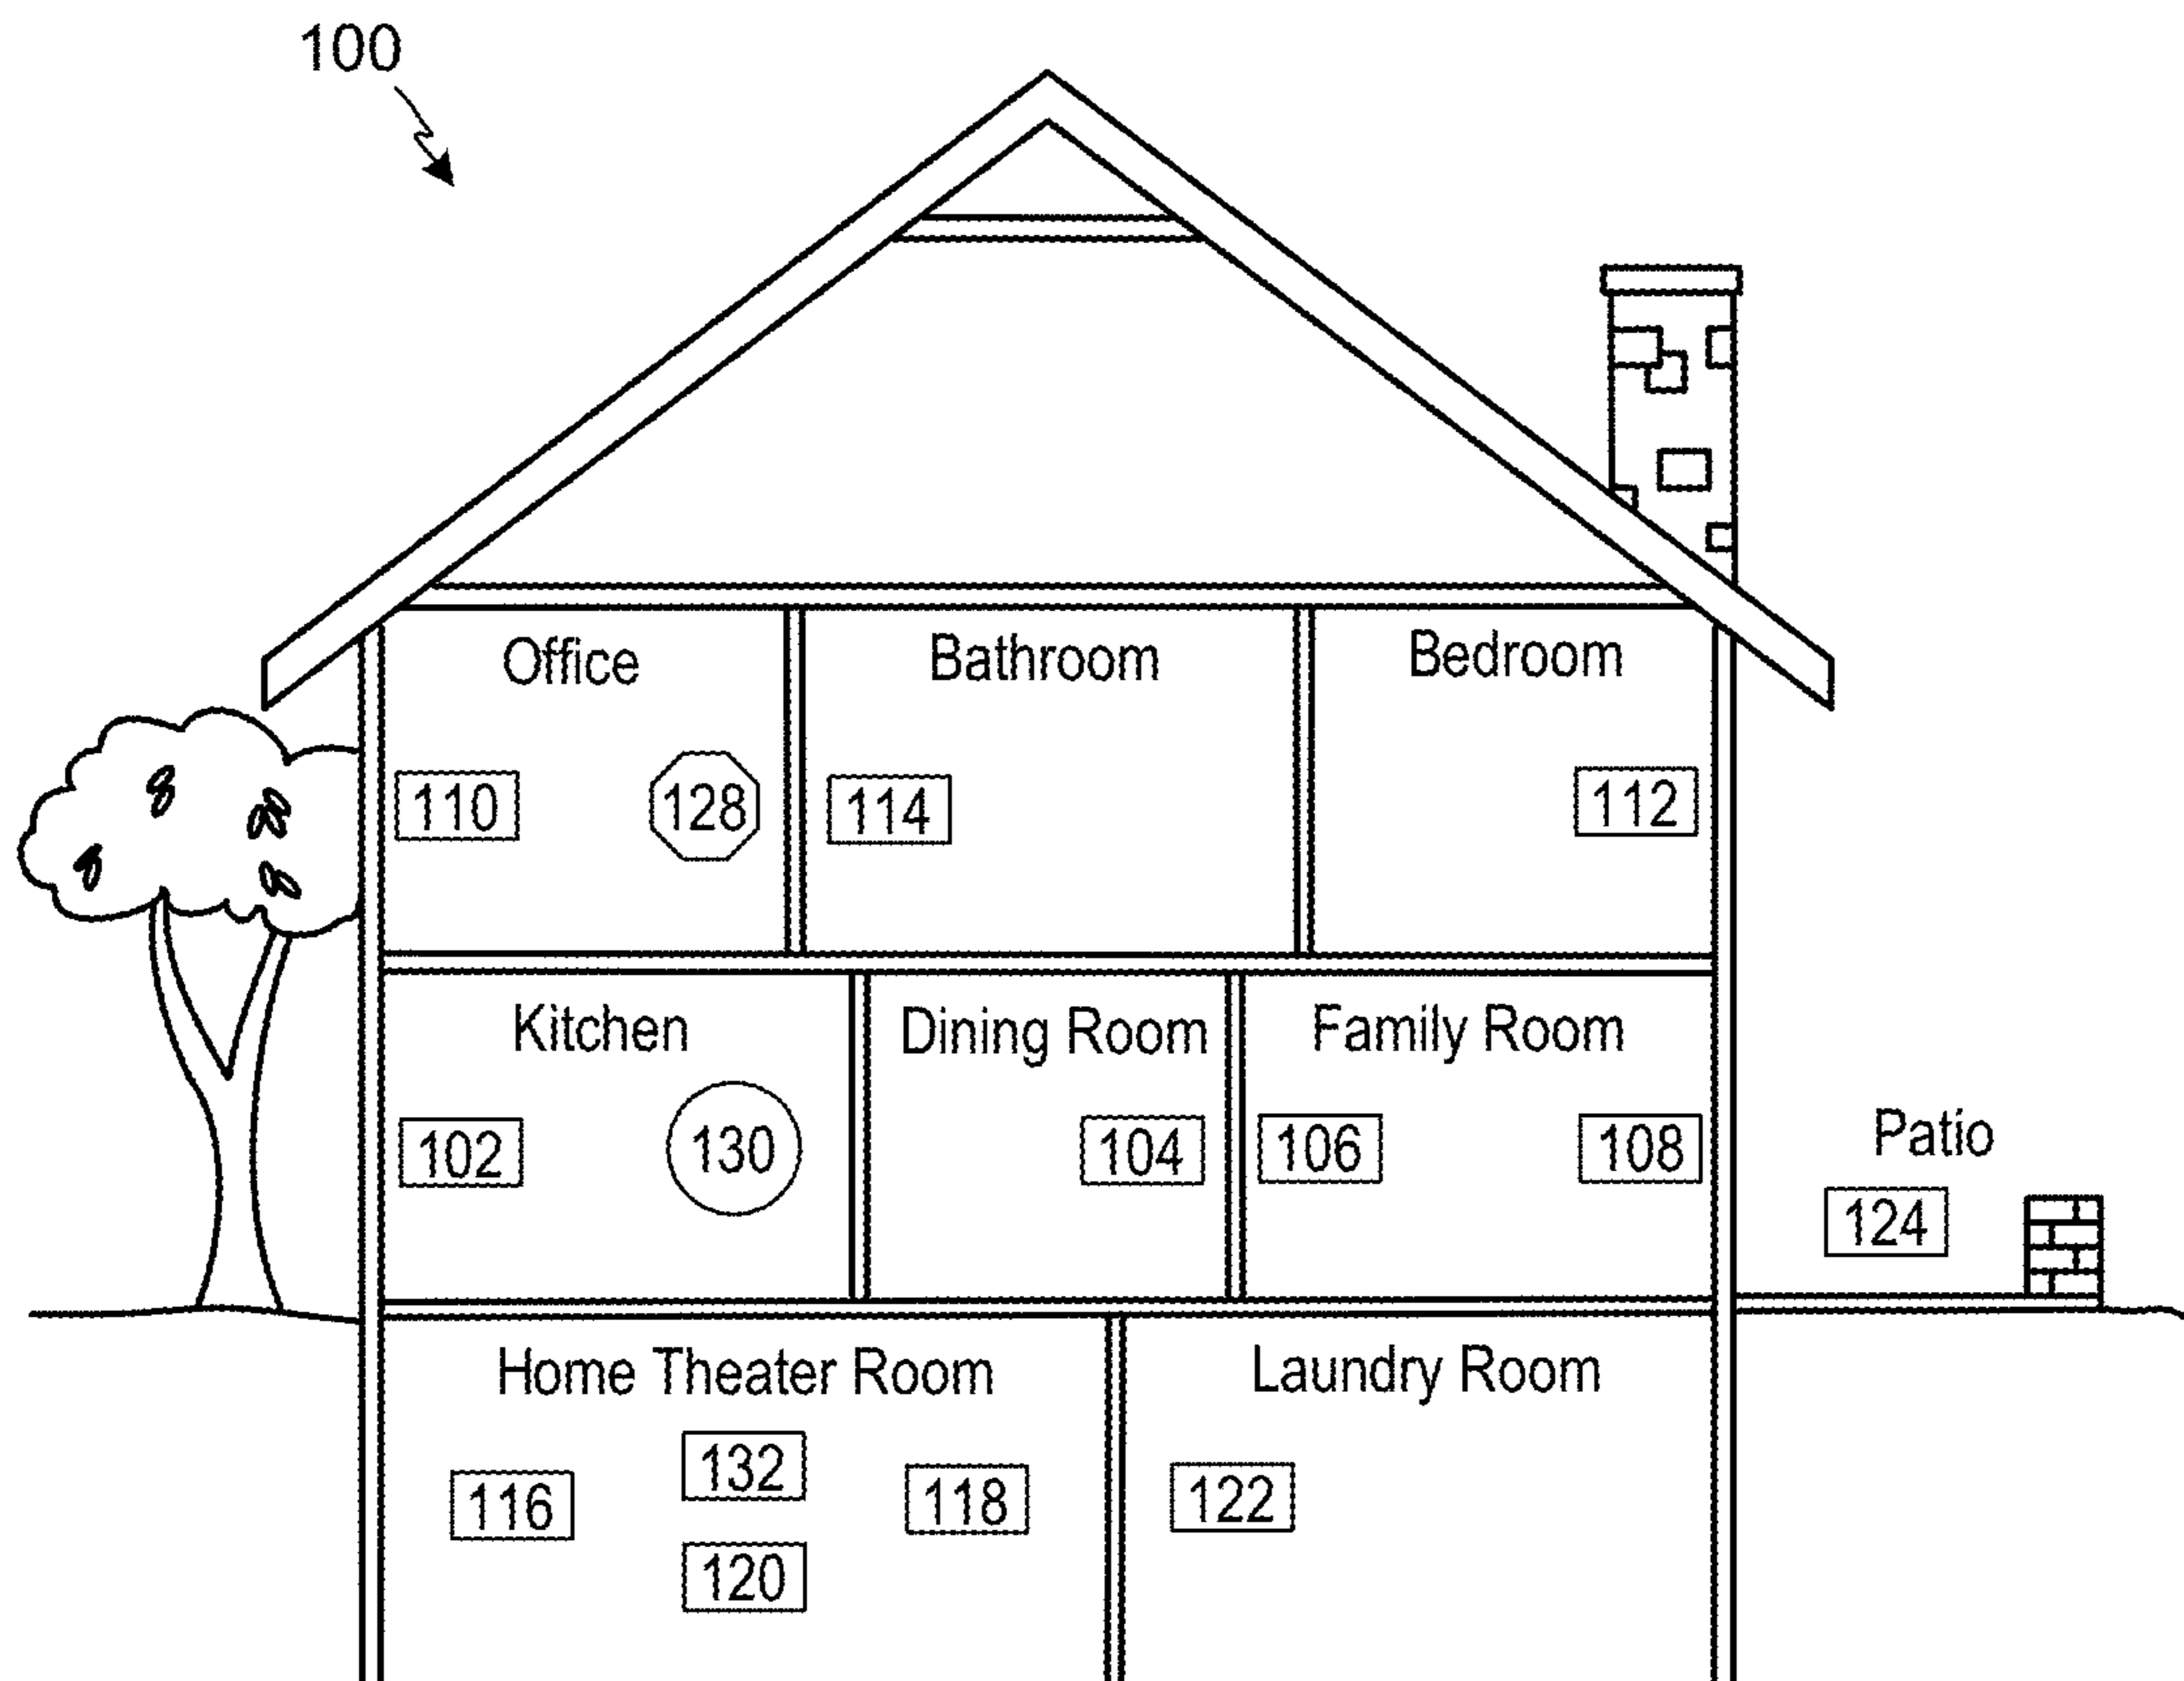 100
Office
Bathroom
Bedroom
110
128
114
112
Kitchen
Dining Room
Family Room
102
130
104
106
108
Patio
124
Home Theater Room
Laundry Room
116
132
118
122
120